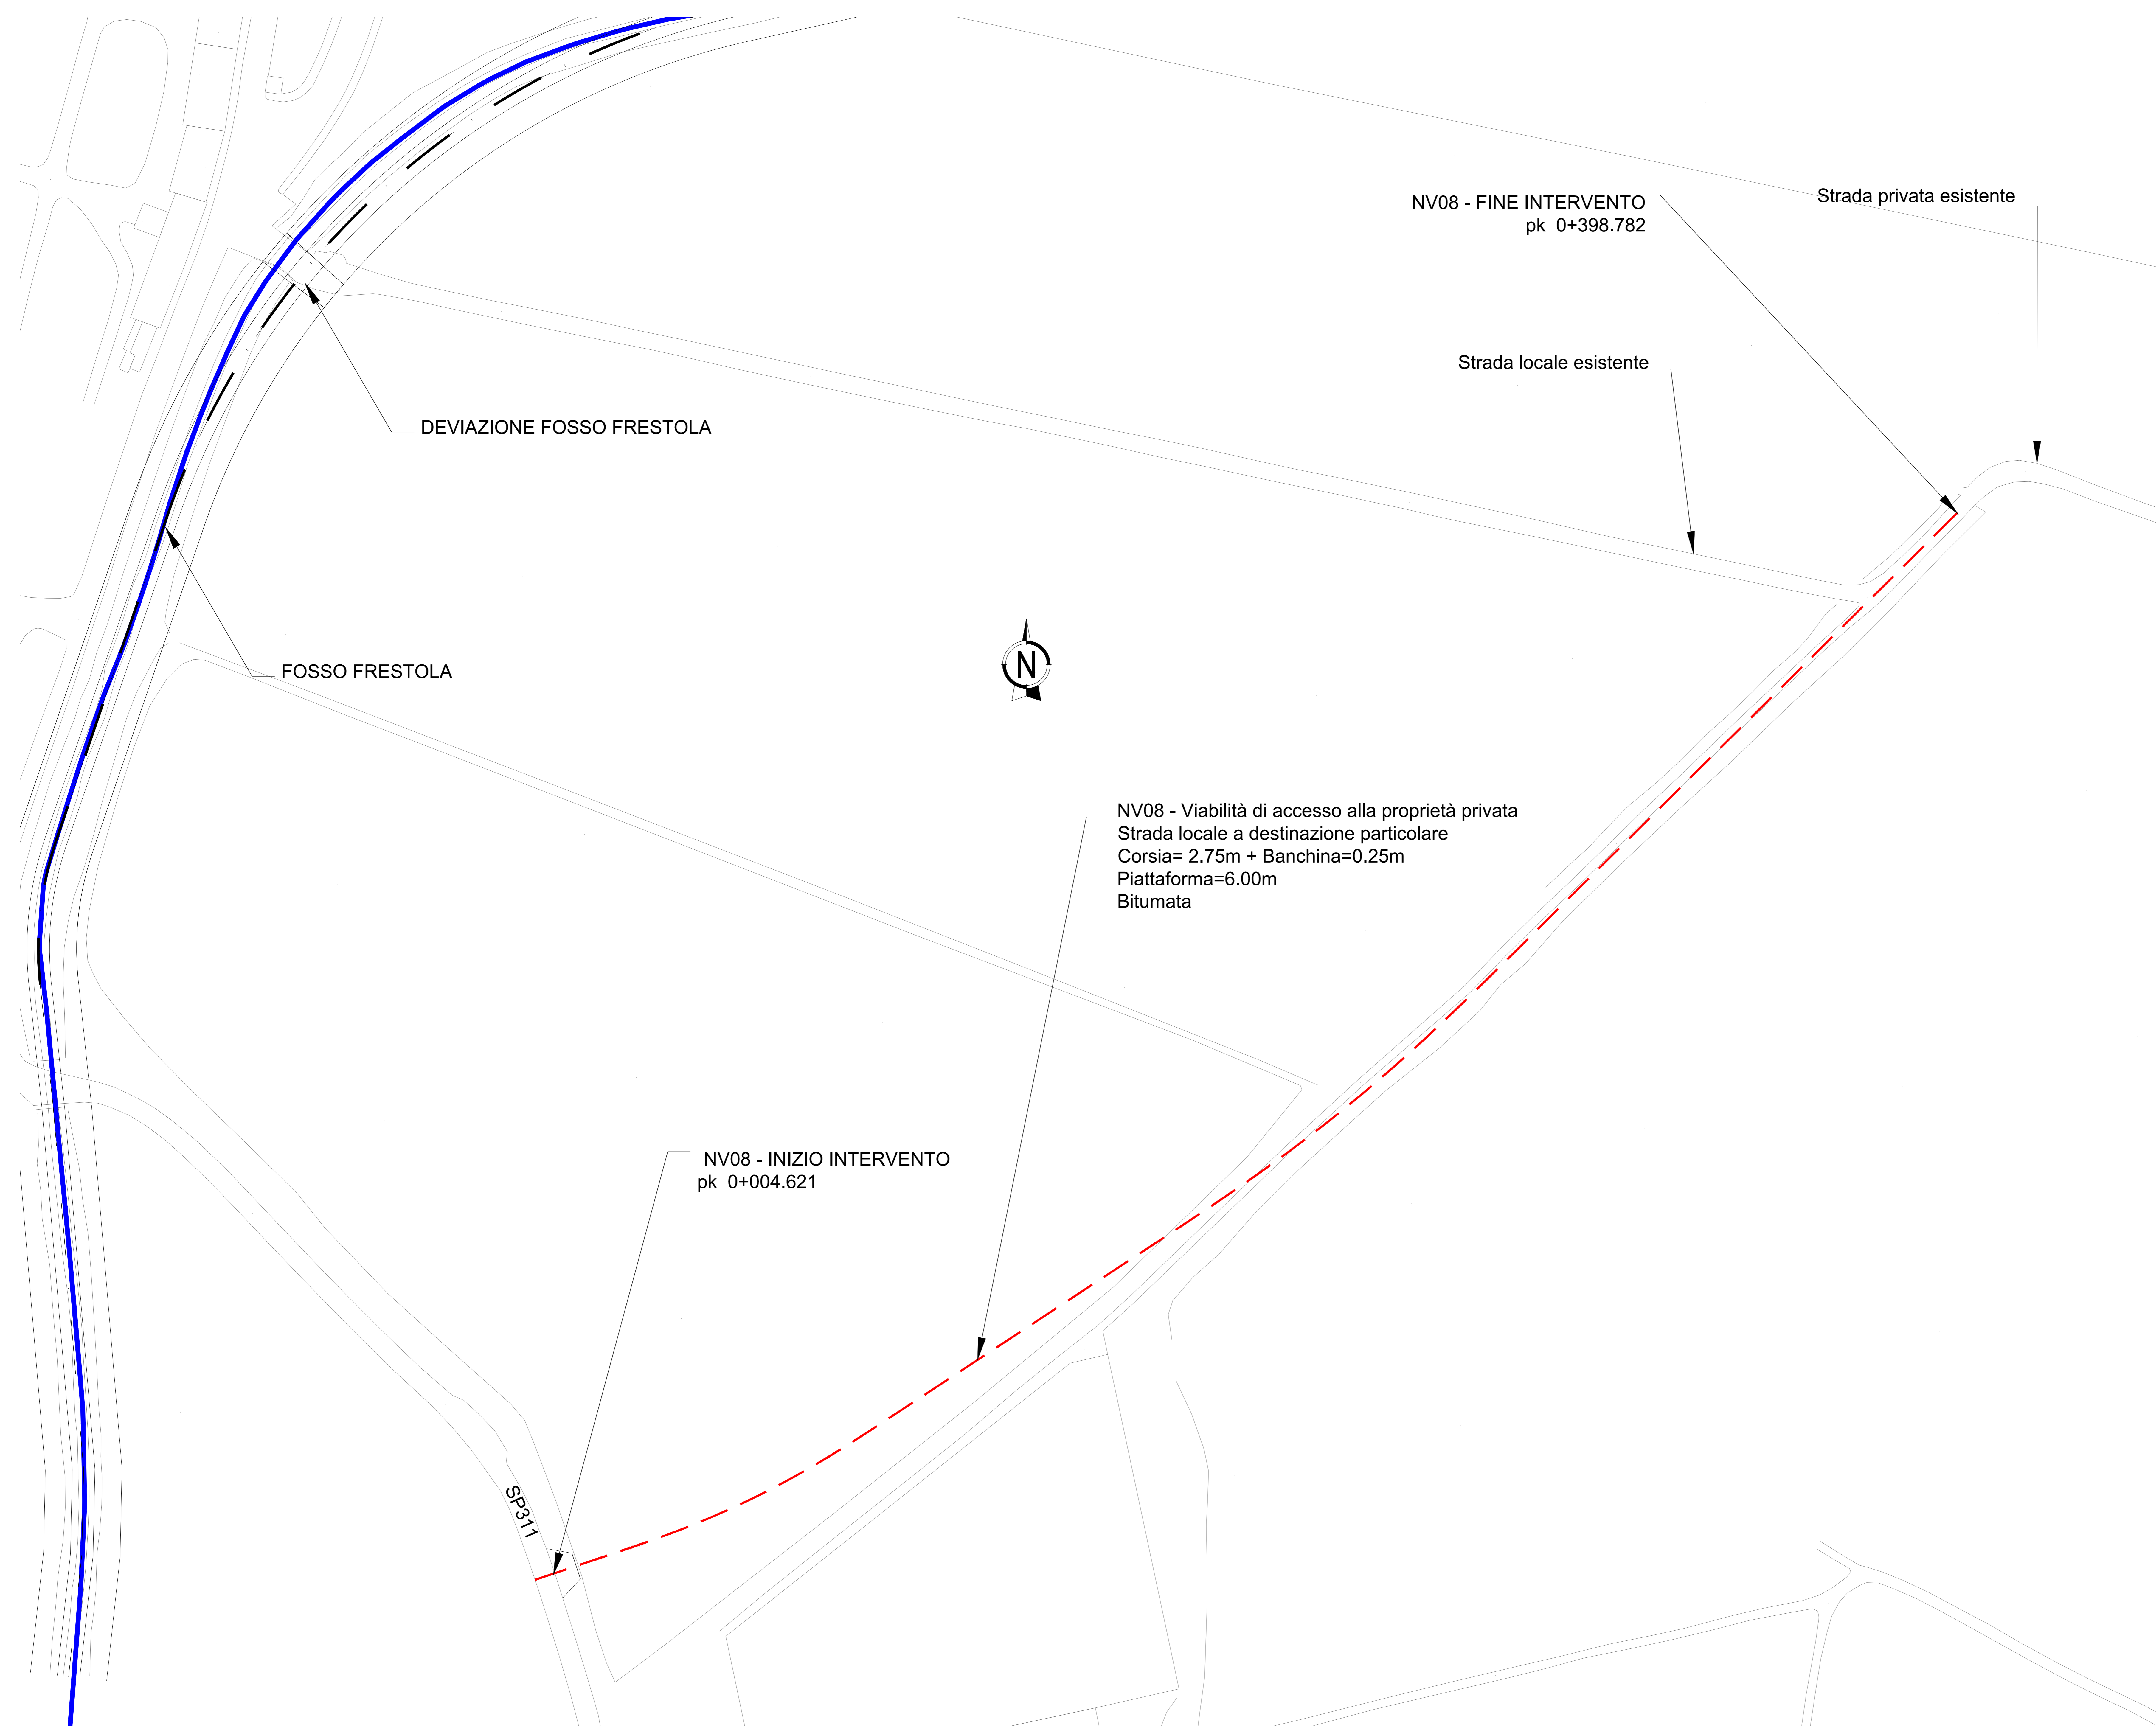 NV08 - FINE INTERVENTO
pk 0+398.782
Strada privata esistente
Strada locale esistente
DEVIAZIONE FOSSO FRESTOLA
FOSSO FRESTOLA
N
NV08 - Viabilità di accesso alla proprietà privata
Strada locale a destinazione particolare
Corsia= 2.75m + Banchina=0.25m
Piattaforma=6.00m
Bitumata
NV08 - INIZIO INTERVENTO
pk 0+004.621
SP311